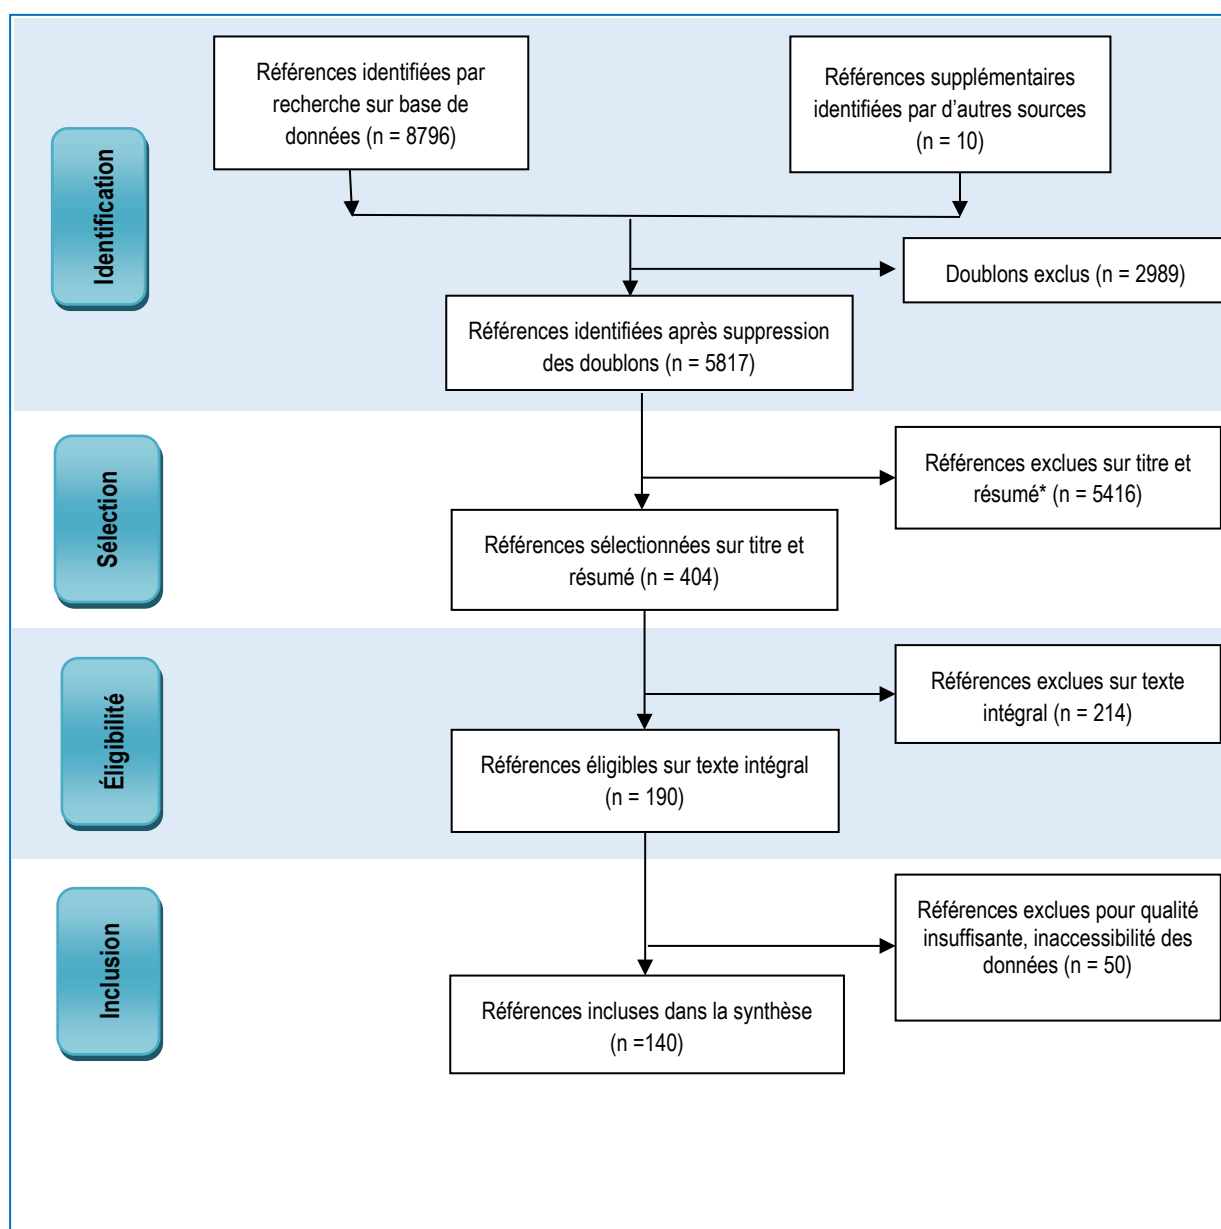 Identification
Références identifiées par
recherche sur base de
données (n = 8796)
Références supplémentaires
identifiées par d’autres sources
(n = 10)
Doublons exclus (n = 2989)
Références identifiées après suppression
des doublons (n = 5817)
Sélection
Références exclues sur titre et
résumé* (n = 5416)
Références sélectionnées sur titre et
résumé (n = 404)
Éligibilité
Références exclues sur texte
intégral (n = 214)
Références éligibles sur texte intégral
(n = 190)
Inclusion
Références exclues pour qualité
insuffisante, inaccessibilité des
données (n = 50)
Références incluses dans la synthèse
(n =140)